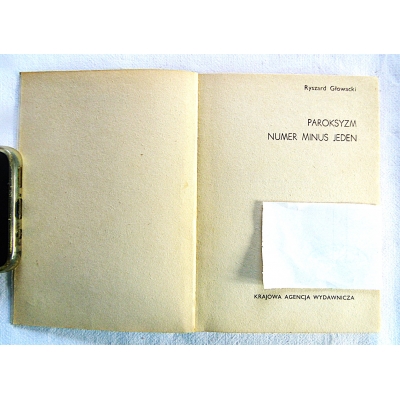 Ryszard Głowacki
PAROKSYZM
NUMER MINUS JEDEN
KRAJOWA AGENCJA WYDAWNICZA